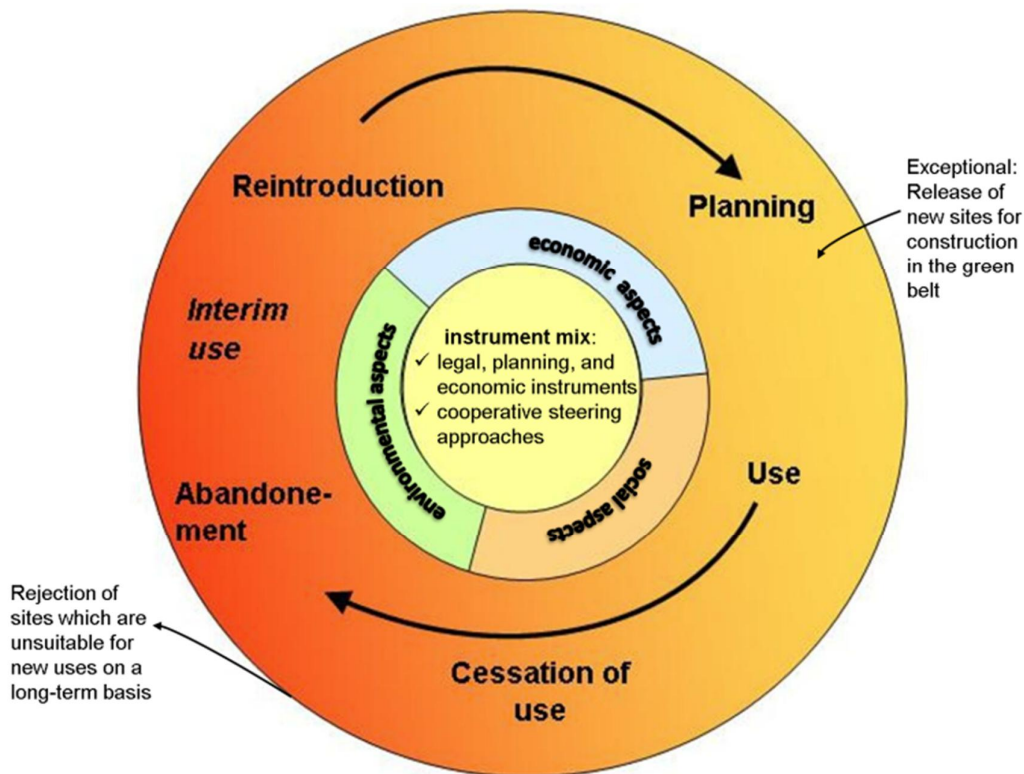 Reintroduction
Planning
Exceptional:
Release of
new sites for
construction
in the green
belt
economic aspects
Interim
use
environmental aspects
instrument mix:
✓ legal, planning, and
economic instruments
✓ cooperative steering
approaches
social aspects
Use
Abandone-
ment
Rejection of
sites which are
unsuitable for
new uses on a
long-term basis
Cessation of
use